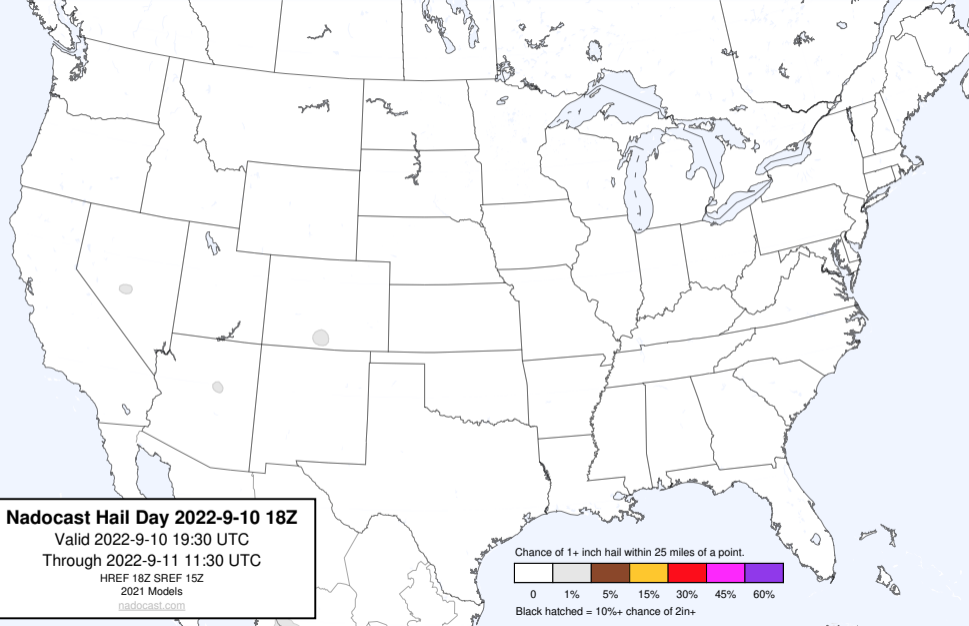 Nadocast Hail Day 2022-9-10 18Z
Valid 2022-9-10 19:30 UTC
Through 2022-9-11 11:30 UTC
HREF 18Z SREF 15Z
2021 Models
nadocast.com
Chance of 1+ inch hail within 25 miles of a point.
0 1% 5% 15% 30% 45% 60%
Black hatched = 10%+ chance of 2in+